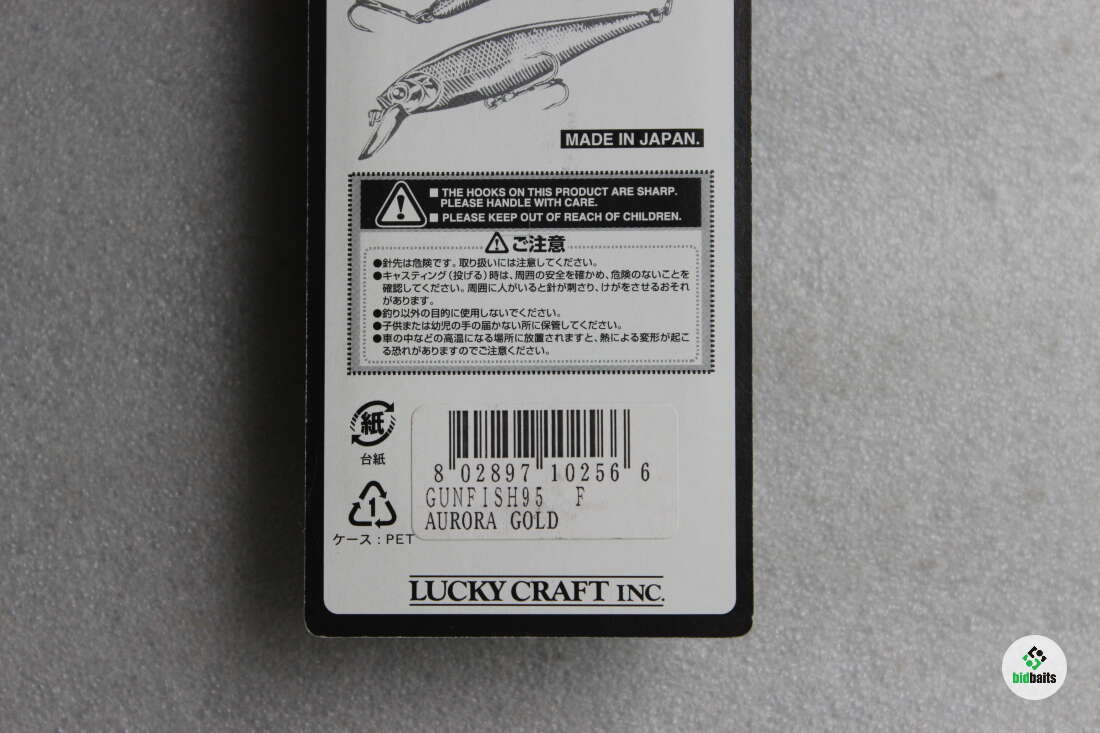 MADE IN JAPAN.
■ THE HOOKS ON THIS PRODUCT ARE SHARP.
PLEASE HANDLE WITH CARE.
■ PLEASE KEEP OUT OF REACH OF CHILDREN.
ご注意
●針先は危険です。取り扱いには注意してください。
●キャスティング（投げる）時は、周囲の安全を確かめ、危険のないことを
確認してください。周囲に人がいると針が刺さり、けがをさせるおそれ
があります。
●釣り以外の目的に使用しないでください。
●子供または幼児の手の届かない所に保管してください。
●車の中などの高温になる場所に放置されますと、熱による変形が起こ
る恐れがありますのでご注意ください。
紙
台紙
1
ケース：PET
8 02897 10256 6
GUNFISH95 F
AURORA GOLD
LUCKY CRAFT INC.
bidbaits